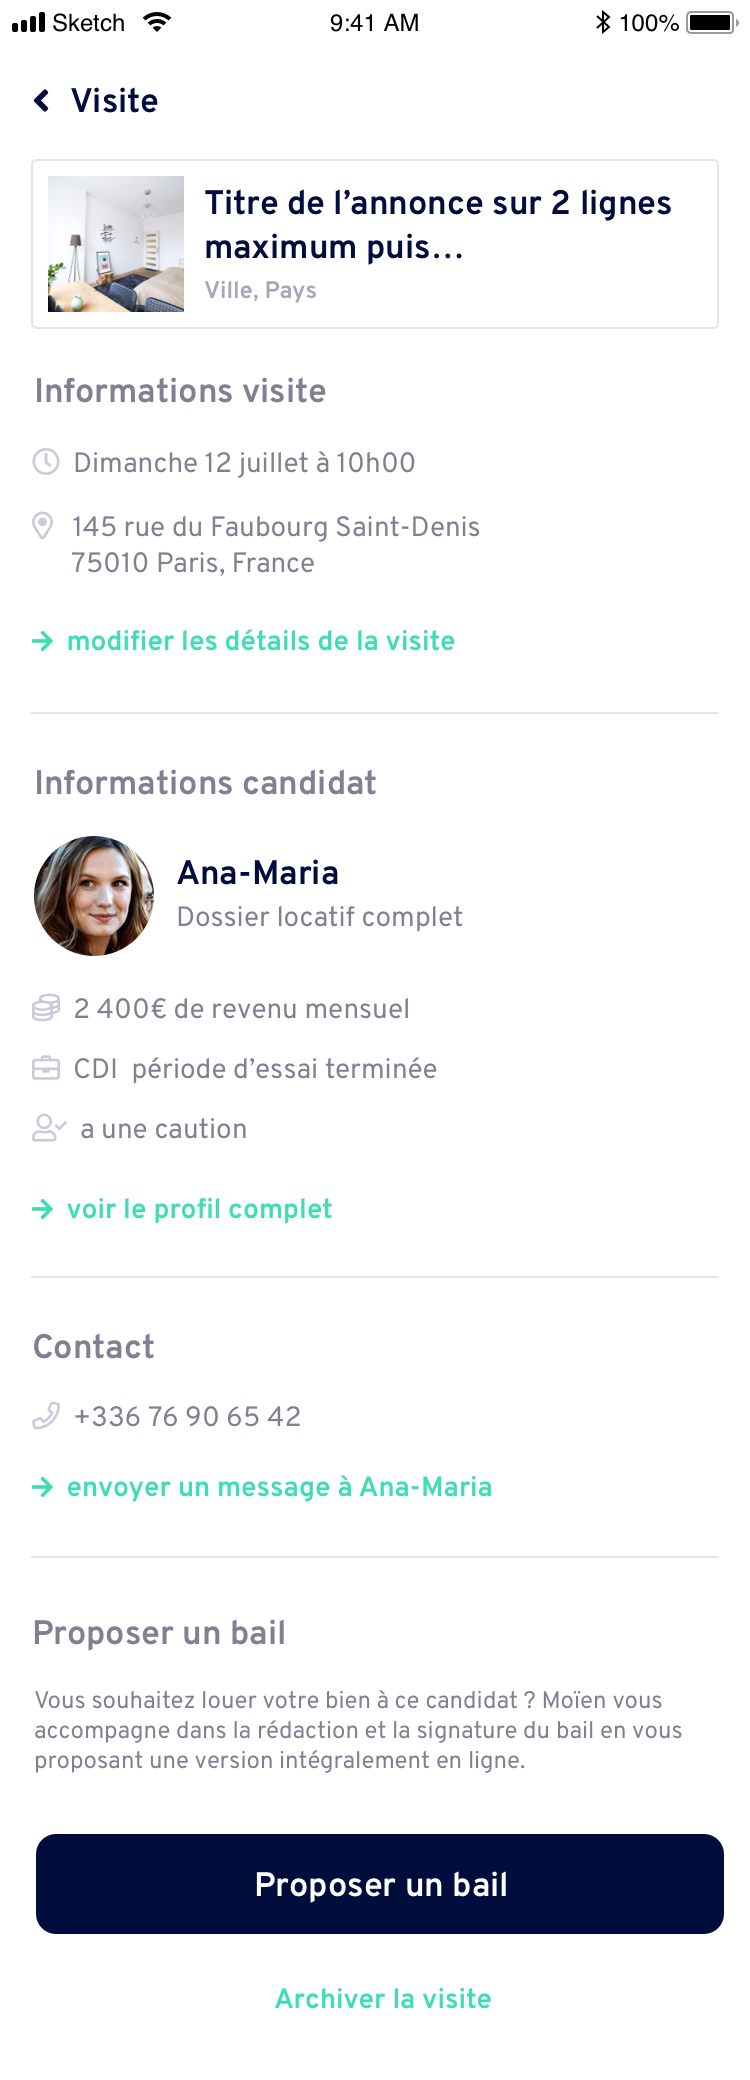 Sketch 9:41 AM 100%
Visite
Titre de l’annonce sur 2 lignes
maximum puis…
Ville, Pays
Informations visite
Dimanche 12 juillet à 10h00
145 rue du Faubourg Saint-Denis
75010 Paris, France
modifier les détails de la visite
Informations candidat
Ana-Maria
Dossier locatif complet
2 400€ de revenu mensuel
CDI période d’essai terminée
a une caution
voir le profil complet
Contact
+336 76 90 65 42
envoyer un message à Ana-Maria
Proposer un bail
Vous souhaitez louer votre bien à ce candidat ? Moïen vous
accompagne dans la rédaction et la signature du bail en vous
proposant une version intégralement en ligne.
Proposer un bail
Archiver la visite